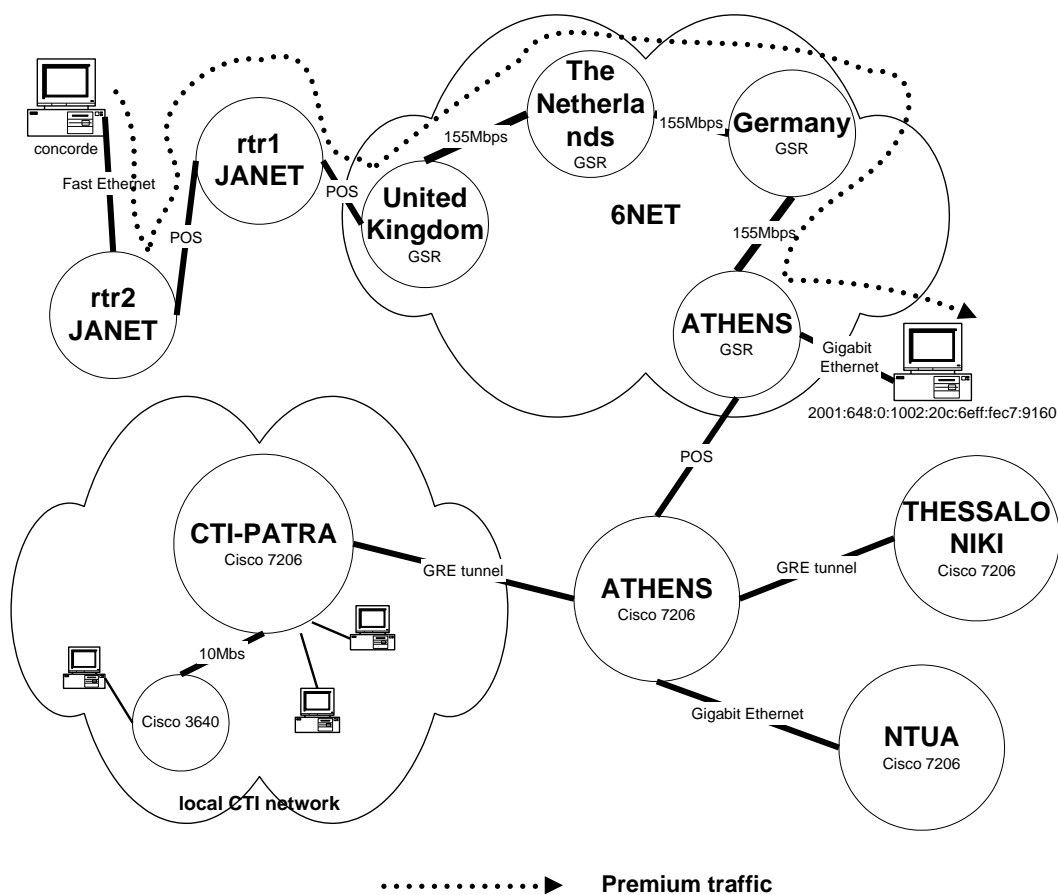 The
Netherla
nds
GSR
155Mbps
155Mbps
Germany
GSR
concorde
rtr1
JANET
Fast Ethernet
POS
United
Kingdom
GSR
6NET
POS
155Mbps
rtr2
JANET
ATHENS
GSR
Gigabit
Ethernet
2001:648:0:1002:20c:6eff:fec7:9160
POS
CTI-PATRA
Cisco 7206
THESSALO
NIKI
Cisco 7206
GRE tunnel
GRE tunnel
ATHENS
Cisco 7206
10Mbs
Cisco 3640
Gigabit Ethernet
NTUA
Cisco 7206
local CTI network
Premium traffic